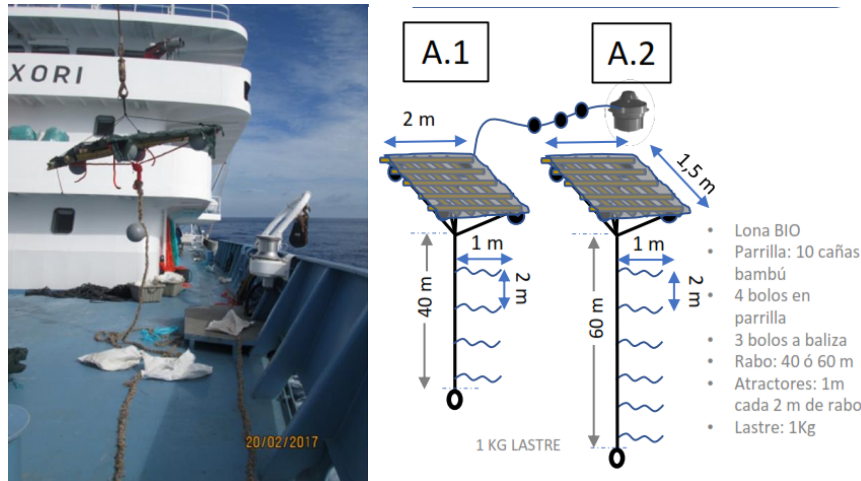 XORI
20/02/2017
A.1
A.2
2 m
1,5 m
1 m
2 m
40 m
1 m
2 m
60 m
1 KG LASTRE
• Lona BIO
• Parrilla: 10 cañas
bambú
• 4 bolos en
parrilla
• 3 bolos a baliza
• Rabo: 40 ó 60 m
• Atractores: 1m
cada 2 m de rabo
• Lastre: 1Kg